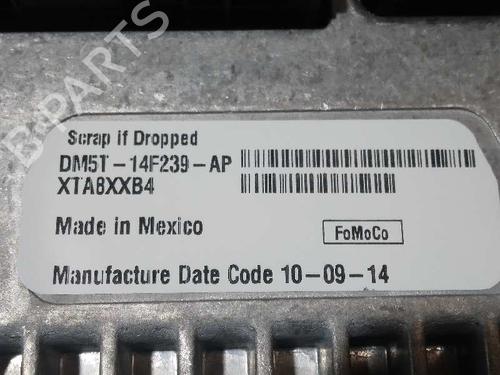 B-PARTS
Scrap if Dropped
DM5T-14F239-AP
XTA8XXB4
Made in Mexico
FoMoCo
Manufacture Date Code 10-09-14